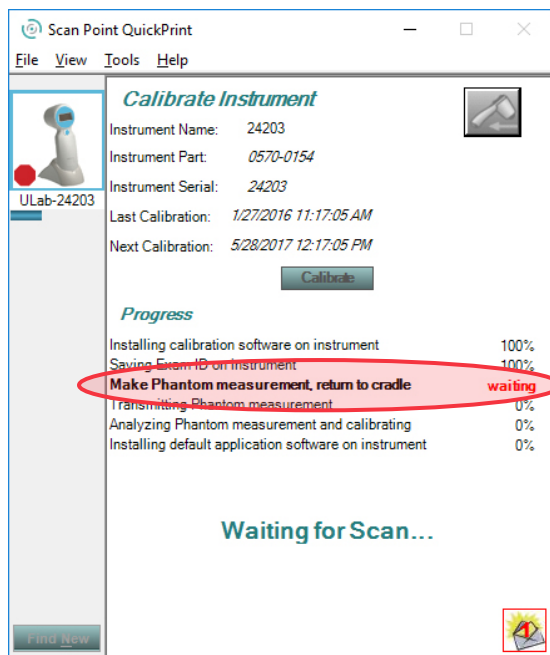 Scan Point QuickPrint
File View Tools Help
Calibrate Instrument
Instrument Name: 24203
Instrument Part: 0570-0154
Instrument Serial: 24203
ULab-24203
Last Calibration: 1/27/2016 11:17:05 AM
Next Calibration: 5/28/2017 12:17:05 PM
Calibrate
Progress
Installing calibration software on instrument 100%
Saving Exam ID on instrument 100%
Make Phantom measurement, return to cradle waiting
Transmitting Phantom measurement 0%
Analyzing Phantom measurement and calibrating 0%
Installing default application software on instrument 0%
Waiting for Scan...
Find New
1